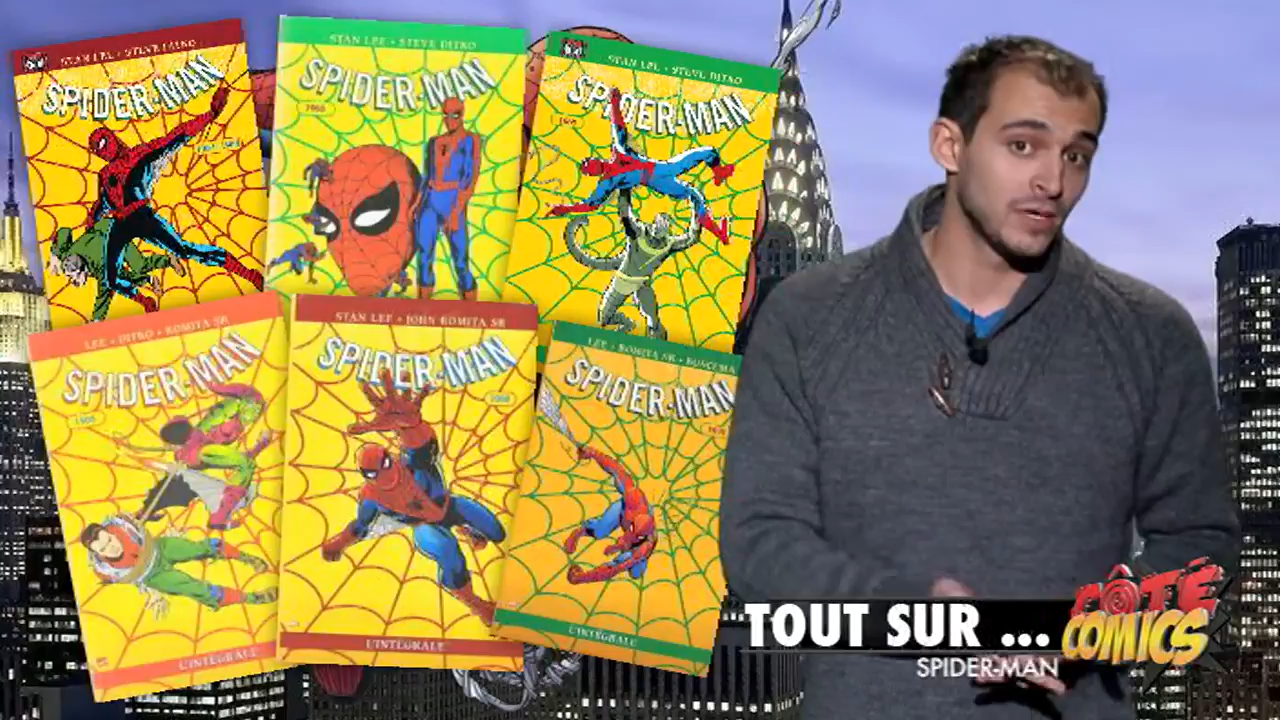 STAN LEE • STEVE DITKO
SPIDER-MAN
STAN LEE • STEVE DITKO
SPIDER-MAN
STAN LEE • STEVE DITKO
SPIDER-MAN
LEE • DITKO • ROMITA SR
SPIDER-MAN
L'INTÉGRALE
STAN LEE • JOHN ROMITA SR
SPIDER-MAN
L'INTÉGRALE
LEE • ROMITA SR • BUSCEMA
SPIDER-MAN
L'INTÉGRALE
TOUT SUR ...
SPIDER-MAN
CÔTÉ
COMICS